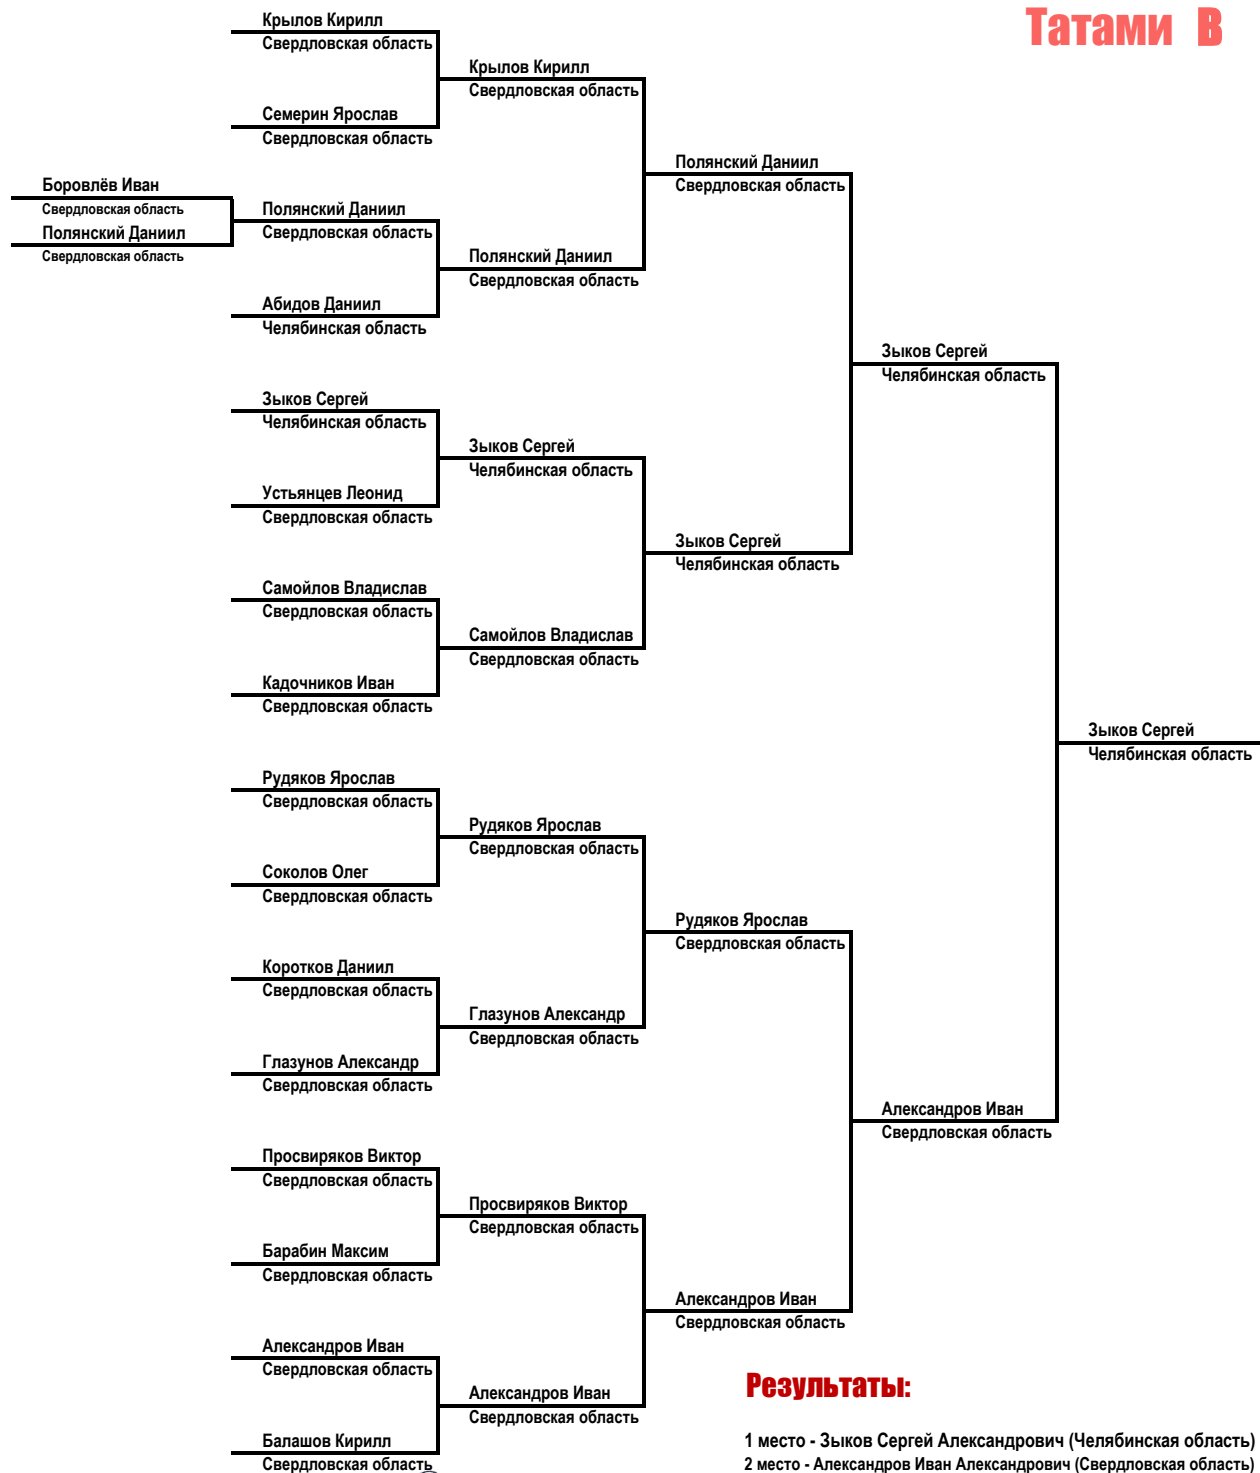 Татами В
Крылов Кирилл
Свердловская область
Крылов Кирилл
Свердловская область
Семерин Ярослав
Свердловская область
Полянский Даниил
Свердловская область
Боровлёв Иван
Свердловская область
Полянский Даниил
Свердловская область
Полянский Даниил
Свердловская область
Полянский Даниил
Свердловская область
Абидов Даниил
Челябинская область
Зыков Сергей
Челябинская область
Зыков Сергей
Челябинская область
Зыков Сергей
Челябинская область
Устьянцев Леонид
Свердловская область
Зыков Сергей
Челябинская область
Самойлов Владислав
Свердловская область
Самойлов Владислав
Свердловская область
Кадочников Иван
Свердловская область
Зыков Сергей
Челябинская область
Рудяков Ярослав
Свердловская область
Рудяков Ярослав
Свердловская область
Соколов Олег
Свердловская область
Рудяков Ярослав
Свердловская область
Коротков Даниил
Свердловская область
Глазунов Александр
Свердловская область
Глазунов Александр
Свердловская область
Александров Иван
Свердловская область
Просвиряков Виктор
Свердловская область
Просвиряков Виктор
Свердловская область
Барабин Максим
Свердловская область
Александров Иван
Свердловская область
Александров Иван
Свердловская область
Александров Иван
Свердловская область
Балашов Кирилл
Свердловская область
Результаты:
1 место - Зыков Сергей Александрович (Челябинская область)
2 место - Александров Иван Александрович (Свердловская область)